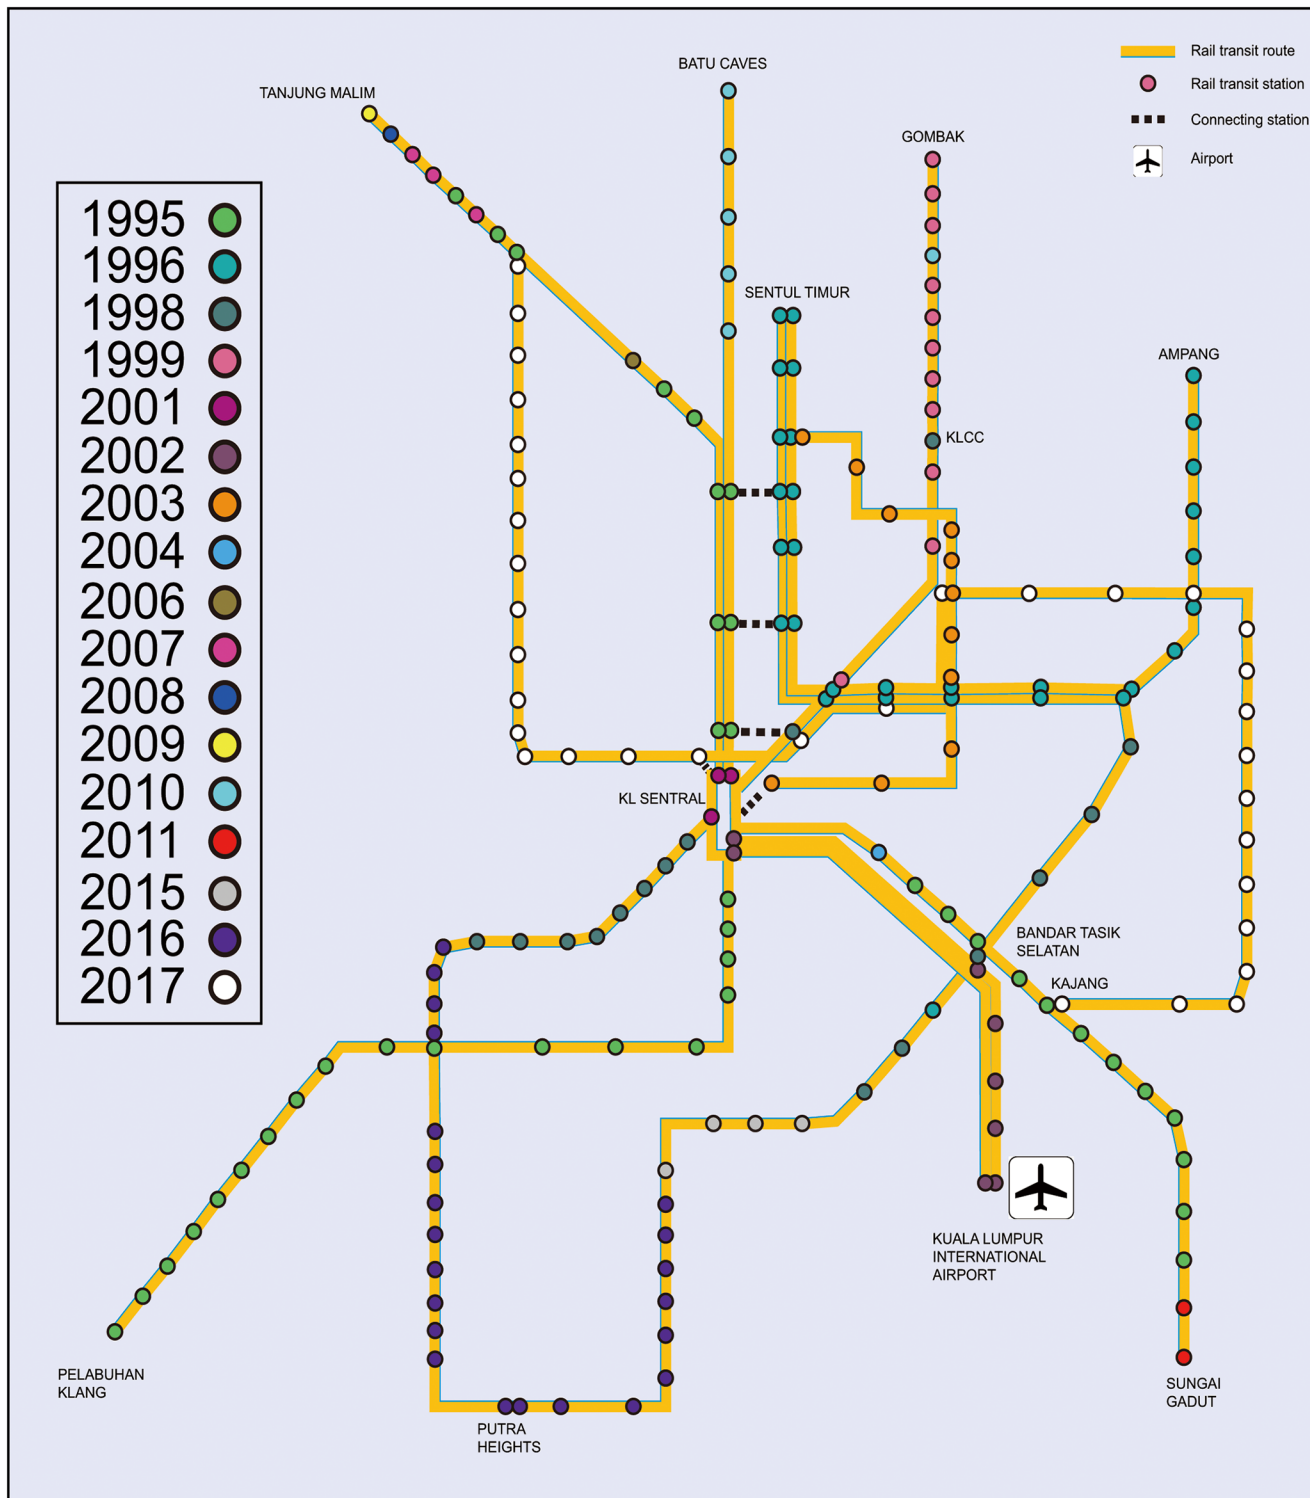 BATU CAVES
TANJUNG MALIM
GOMBAK
Rail transit route
Rail transit station
Connecting station
Airport
1995
1996
1998
1999
2001
2002
2003
2004
2006
2007
2008
2009
2010
2011
2015
2016
2017
SENTUL TIMUR
AMPANG
KLCC
KL SENTRAL
BANDAR TASIK
SELATAN
KAJANG
KUALA LUMPUR
INTERNATIONAL
AIRPORT
PELABUHAN
KLANG
PUTRA
HEIGHTS
SUNGAI
GADUT